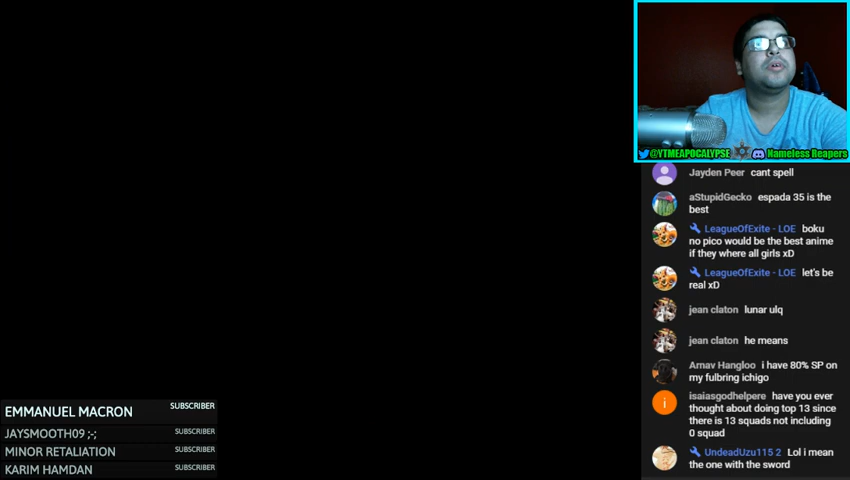 @YTMEAPOCALYPSE Nameless Reapers
Jayden Peer cant spell
aStupidGecko espada 35 is the
best
LeagueOfExite - LOE boku
no pico would be the best anime
if they where all girls xD
LeagueOfExite - LOE let's be
real xD
jean claton lunar ulq
jean claton he means
Arnav Hangloo i have 80% SP on
my fulbring ichigo
isaiasgodhelpere have you ever
thought about doing top 13 since
there is 13 squads not including
0 squad
UndeadUzu115 2 Lol i mean
the one with the sword
EMMANUEL MACRON SUBSCRIBER
JAYSMOOTH09 ;-; SUBSCRIBER
MINOR RETALIATION SUBSCRIBER
KARIM HAMDAN SUBSCRIBER